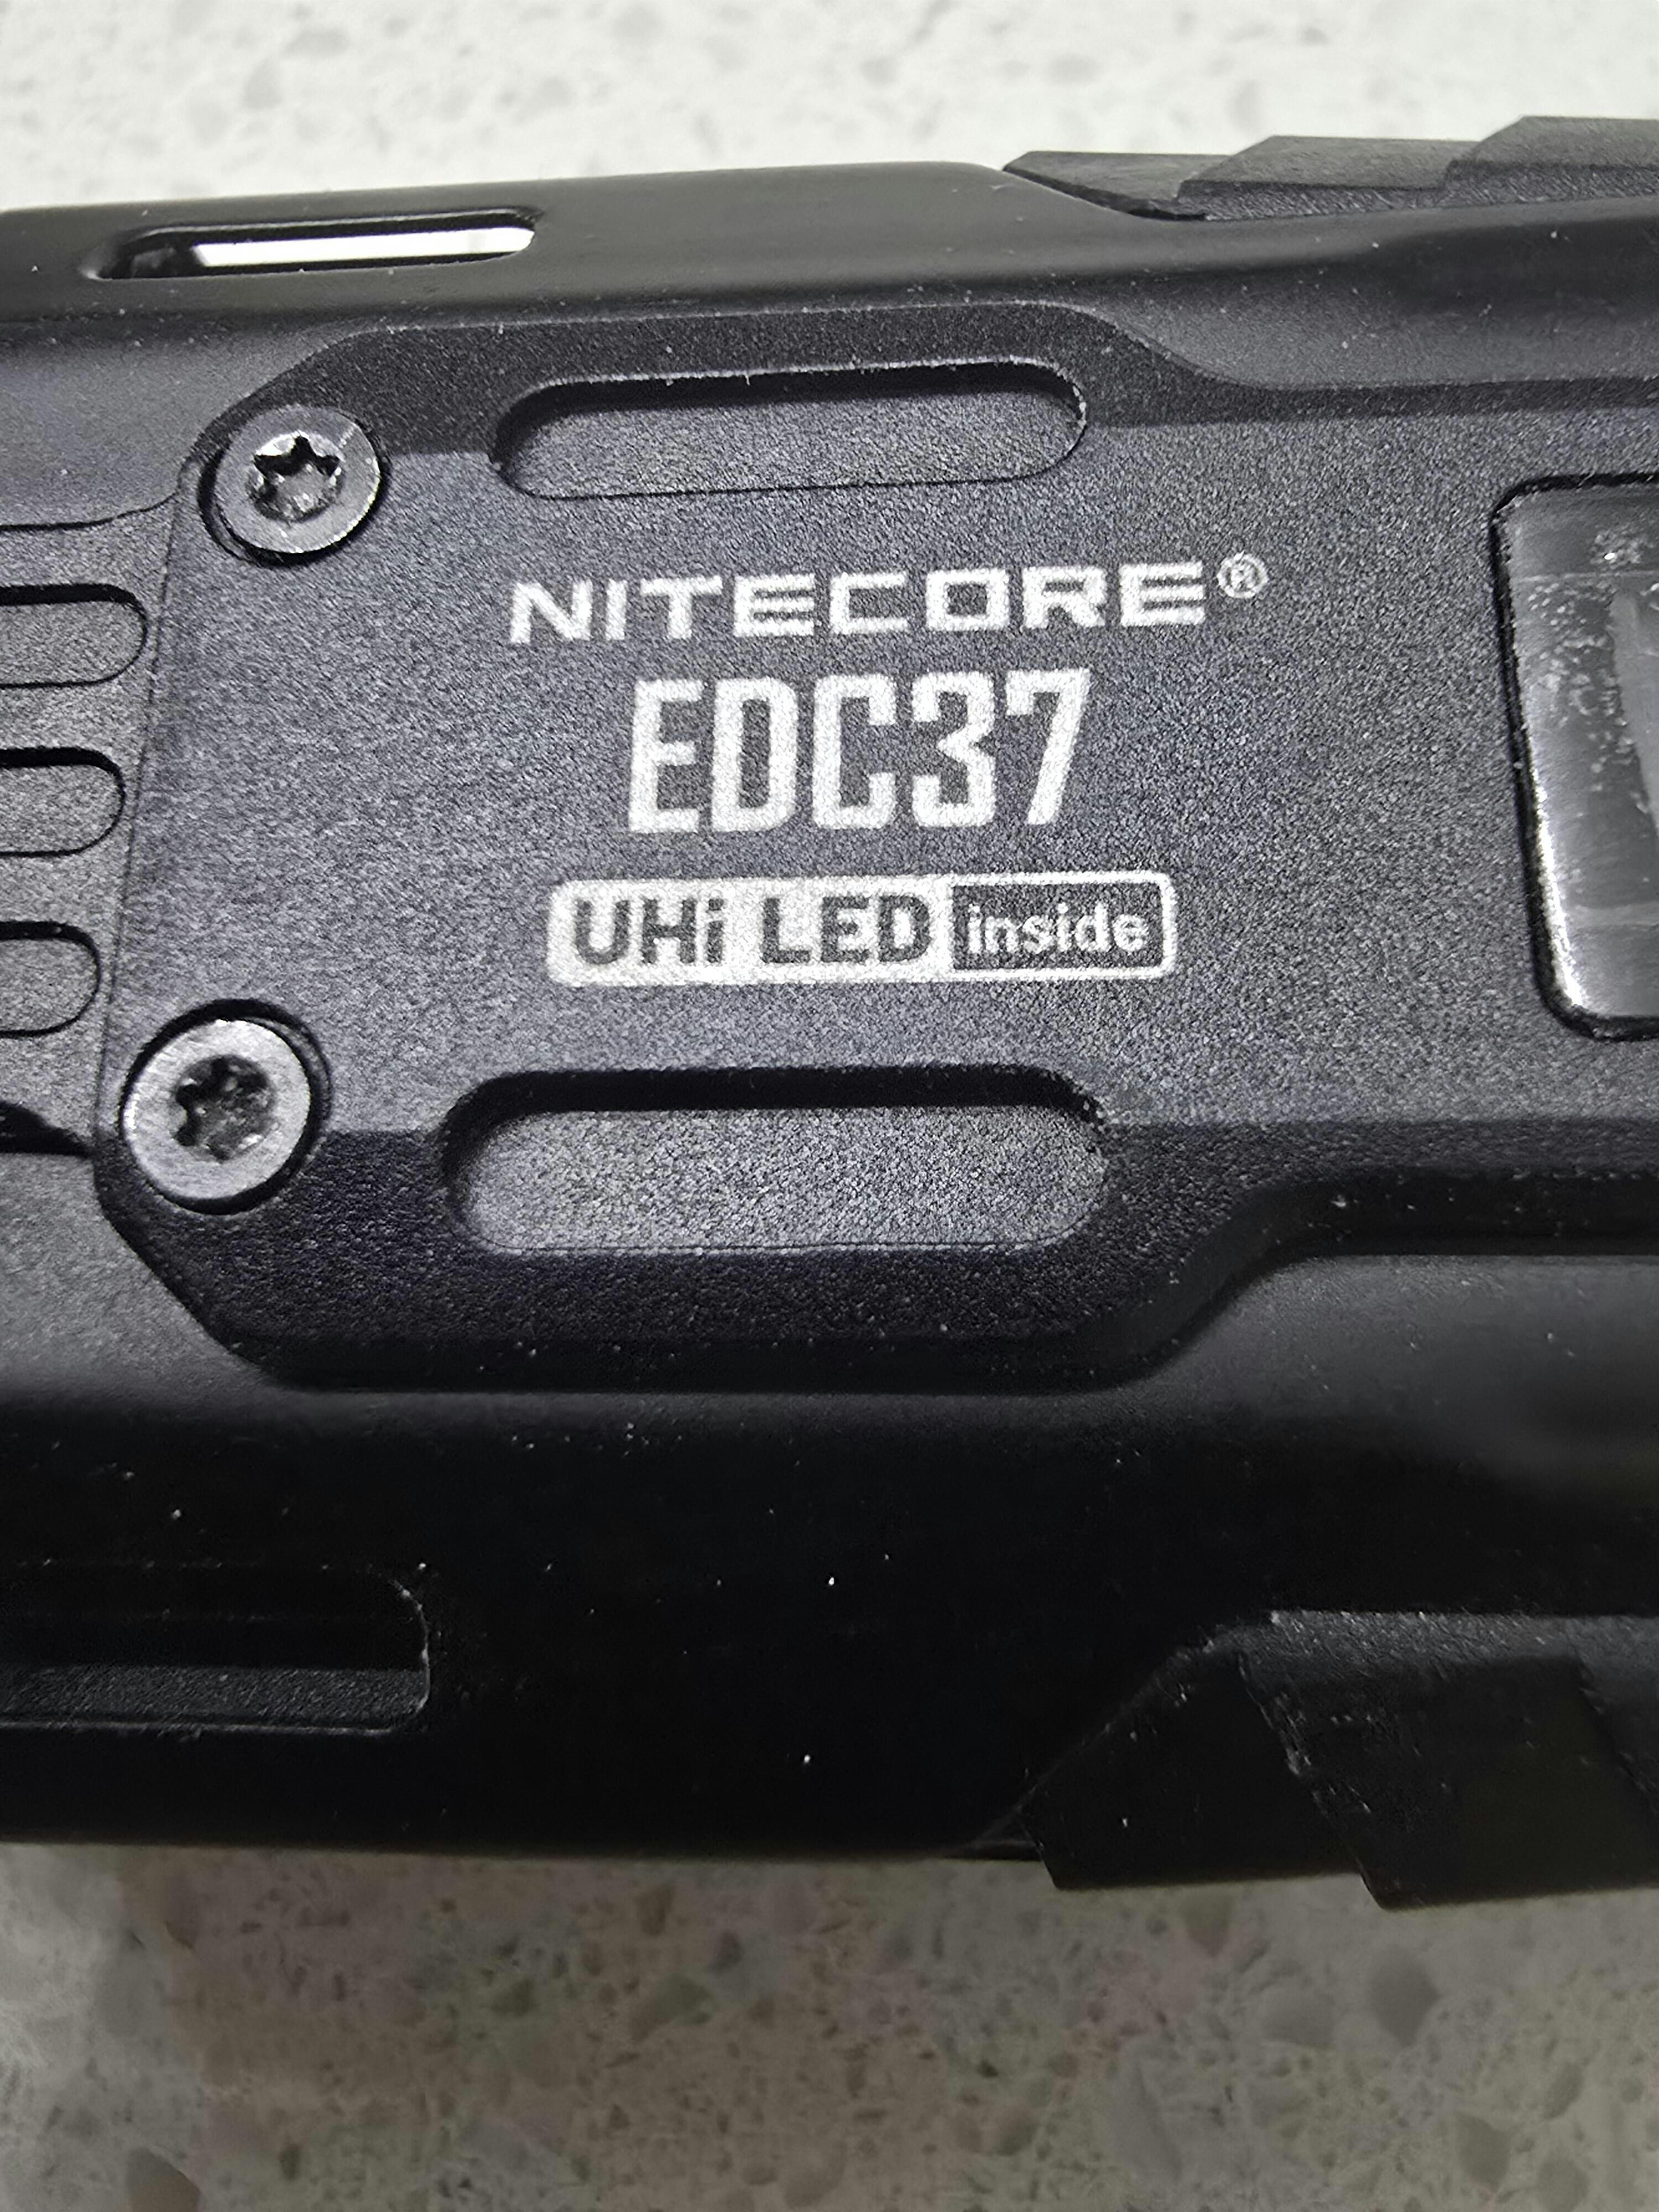 NITECORE®
EDC37
UHi LED inside